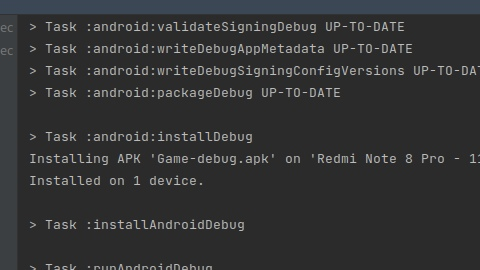 > Task :android:validateSigningDebug UP-TO-DATE
ec
> Task :android:writeDebugAppMetadata UP-TO-DATE
ec
> Task :android:writeDebugSigningConfigVersions UP-TO-DAT
> Task :android:packageDebug UP-TO-DATE
> Task :android:installDebug
Installing APK 'Game-debug.apk' on 'Redmi Note 8 Pro - 11
Installed on 1 device.
> Task :installAndroidDebug
> Task :runAndroidDebug